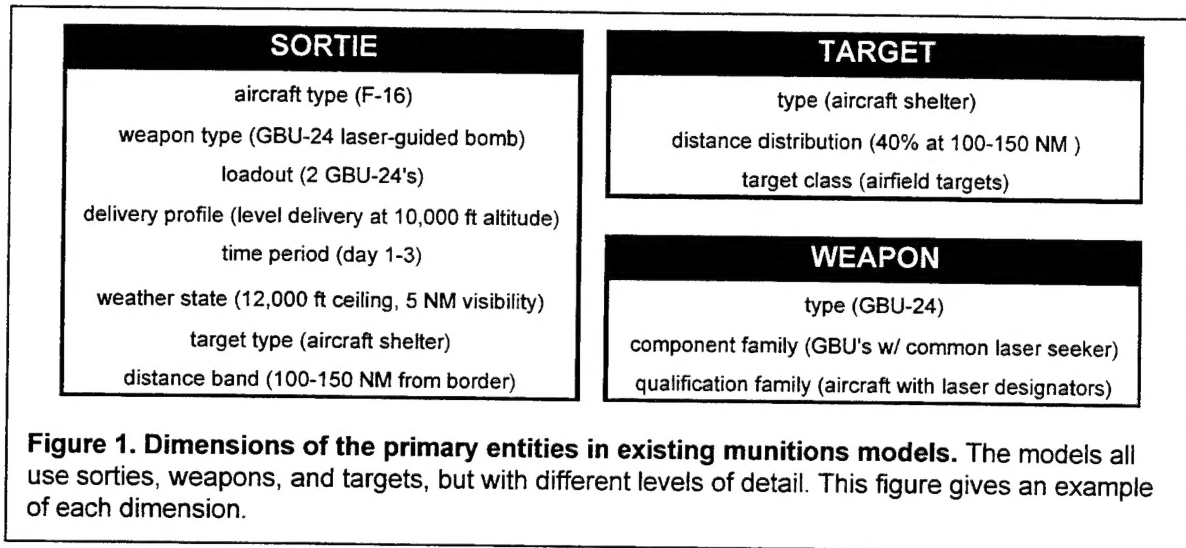 SORTIE
aircraft type (F-16)
weapon type (GBU-24 laser-guided bomb)
loadout (2 GBU-24's)
delivery profile (level delivery at 10,000 ft altitude)
time period (day 1-3)
weather state (12,000 ft ceiling, 5 NM visibility)
target type (aircraft shelter)
distance band (100-150 NM from border)
TARGET
type (aircraft shelter)
distance distribution (40% at 100-150 NM )
target class (airfield targets)
WEAPON
type (GBU-24)
component family (GBU's w/ common laser seeker)
qualification family (aircraft with laser designators)
Figure 1. Dimensions of the primary entities in existing munitions models. The models all
use sorties, weapons, and targets, but with different levels of detail. This figure gives an example
of each dimension.